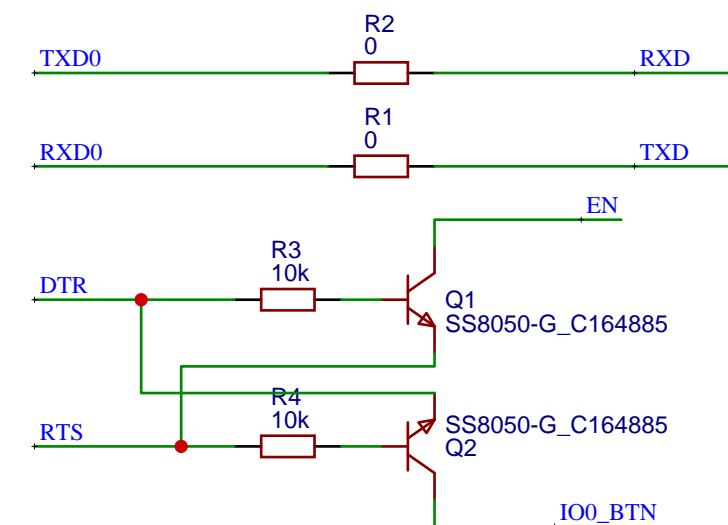 R2
0
TXD0
RXD
R1
0
RXD0
TXD
EN
R3
10k
DTR
Q1
SS8050-G_C164885
R4
10k
SS8050-G_C164885
RTS
Q2
IO0_BTN